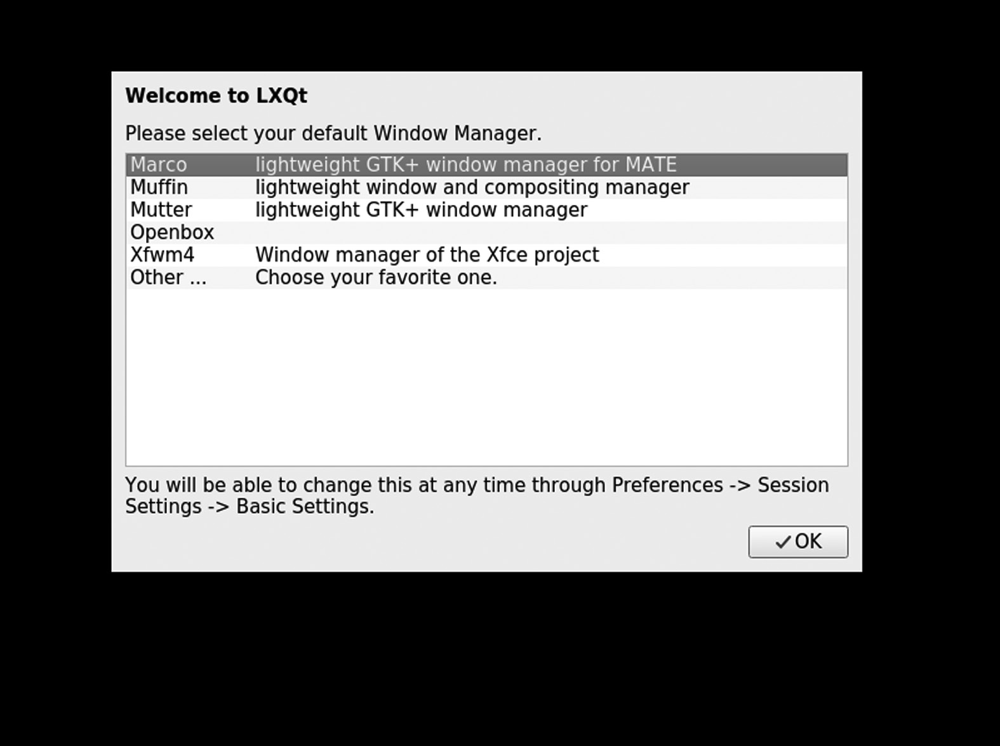 Welcome to LXQt
Please select your default Window Manager.
Marco lightweight GTK+ window manager for MATE
Muffin lightweight window and compositing manager
Mutter lightweight GTK+ window manager
Openbox
Xfwm4 Window manager of the Xfce project
Other ... Choose your favorite one.
You will be able to change this at any time through Preferences -> Session
Settings -> Basic Settings.
OK